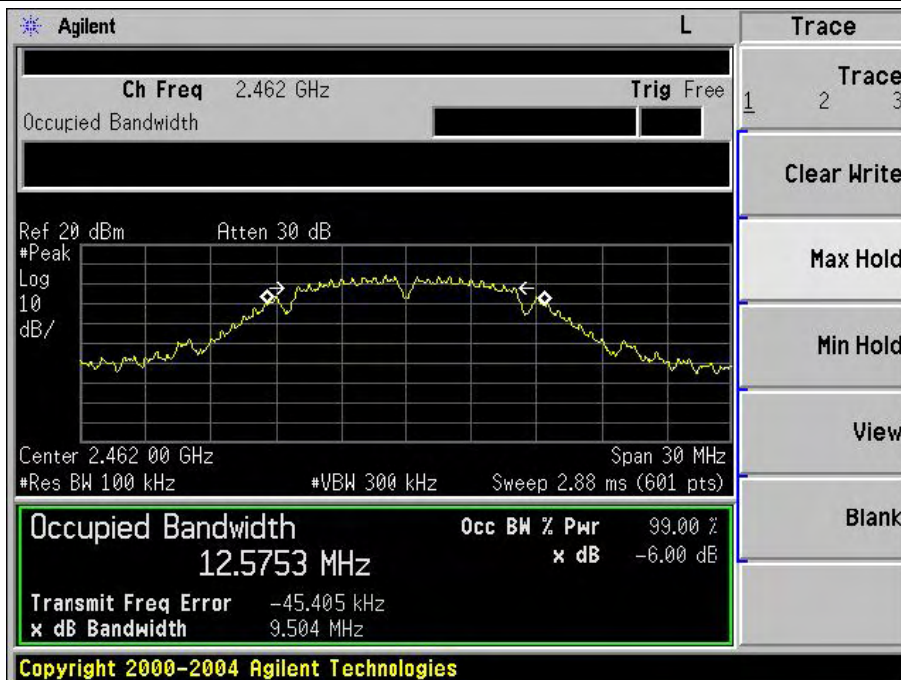 Agilent
L
Trace
Ch Freq 2.462 GHz
Trig Free
Occupied Bandwidth
Trace
1 2 3
Clear Write
Max Hold
Min Hold
View
Blank
Ref 20 dBm
Atten 30 dB
#Peak
Log
10
dB/
Center 2.462 00 GHz
Span 30 MHz
#Res BW 100 kHz
#VBW 300 kHz
Sweep 2.88 ms (601 pts)
Occupied Bandwidth
12.5753 MHz
Occ BW % Pwr 99.00 %
x dB -6.00 dB
Transmit Freq Error -45.405 kHz
x dB Bandwidth 9.504 MHz
Copyright 2000-2004 Agilent Technologies